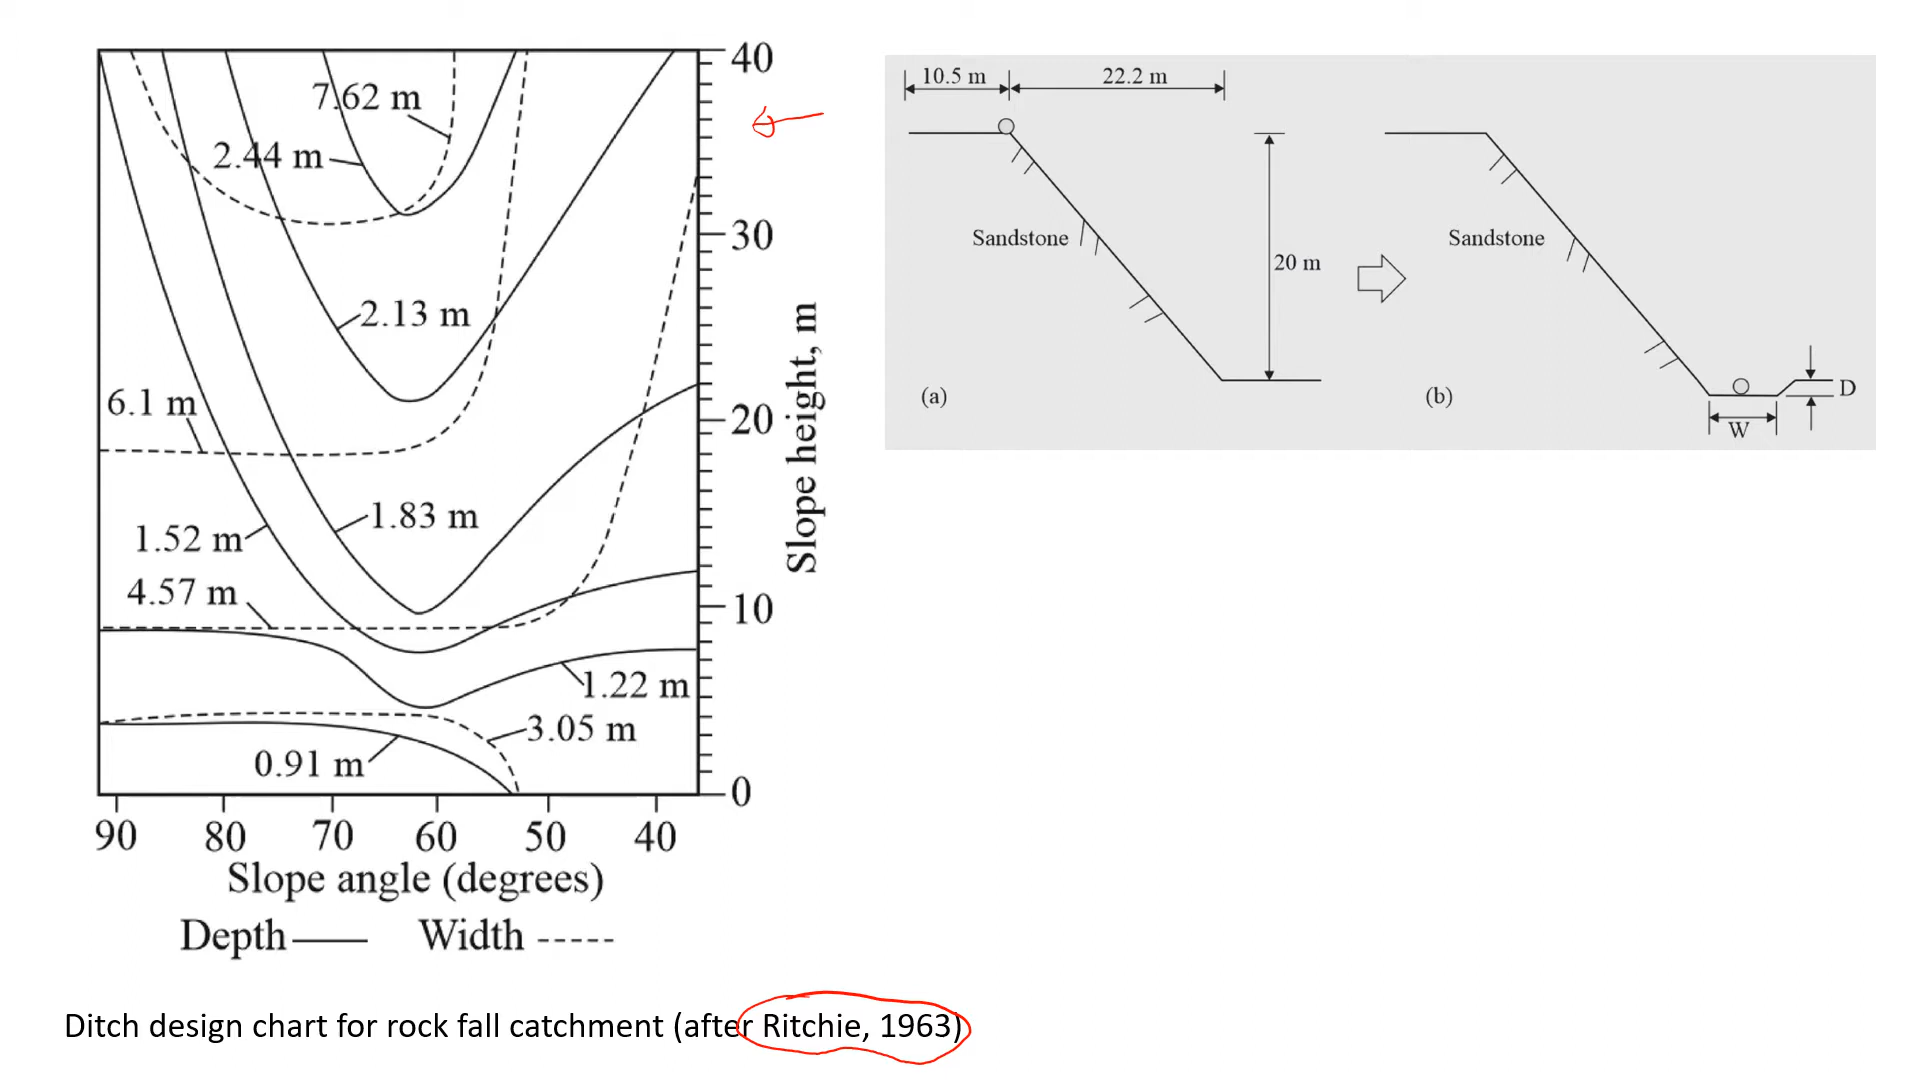 40
7.62 m
2.44 m
30
2.13 m
6.1 m
20
1.83 m
1.52 m
4.57 m
10
1.22 m
3.05 m
0.91 m
0
Slope height, m
90 80 70 60 50 40
Slope angle (degrees)
Depth Width
10.5 m 22.2 m
Sandstone
20 m
(a)
Sandstone
D
W
(b)
Ditch design chart for rock fall catchment (after Ritchie, 1963)